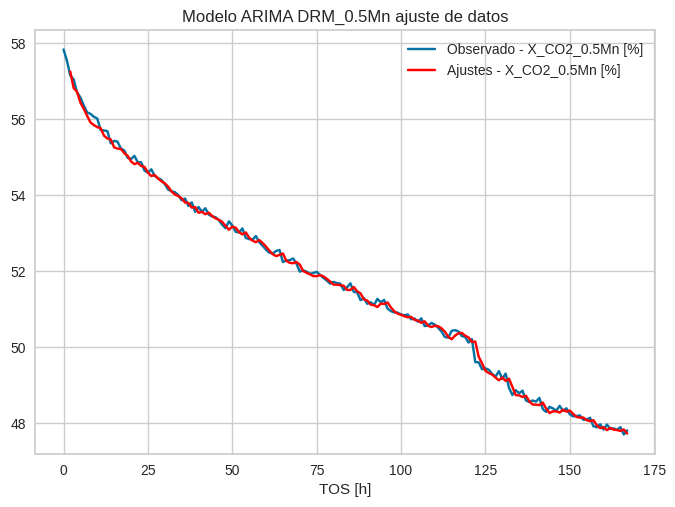 Modelo ARIMA DRM_0.5Mn ajuste de datos
Observado - X_CO2_0.5Mn [%]
Ajustes - X_CO2_0.5Mn [%]
58
56
54
52
50
48
0 25 50 75 100 125 150 175
TOS [h]